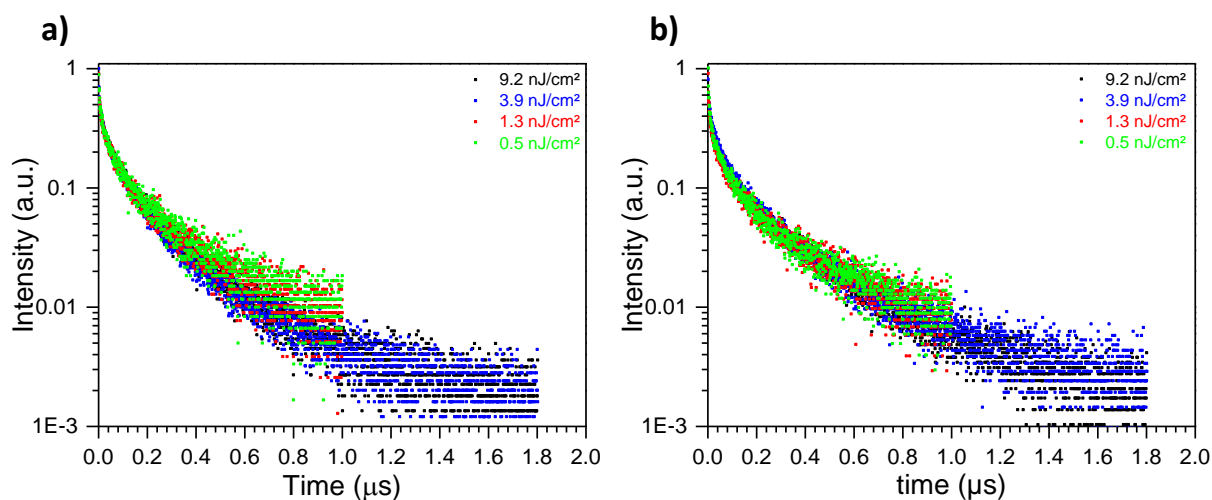 a)
Intensity (a.u.)
1
0.1
0.01
1E-3
9.2 nJ/cm²
3.9 nJ/cm²
1.3 nJ/cm²
0.5 nJ/cm²
0.0 0.2 0.4 0.6 0.8 1.0 1.2 1.4 1.6 1.8 2.0
Time (μs)
b)
Intensity (a.u.)
1
0.1
0.01
1E-3
9.2 nJ/cm²
3.9 nJ/cm²
1.3 nJ/cm²
0.5 nJ/cm²
0.0 0.2 0.4 0.6 0.8 1.0 1.2 1.4 1.6 1.8 2.0
time (µs)